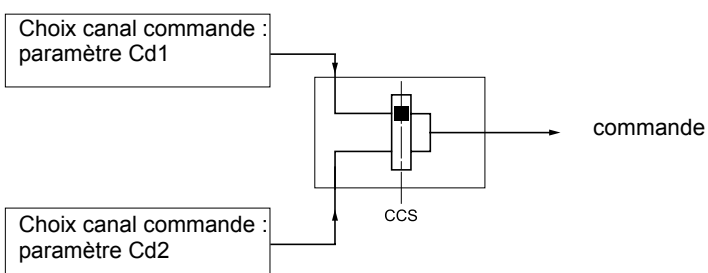 Choix canal commande :
paramètre Cd1
commande
CCS
Choix canal commande :
paramètre Cd2